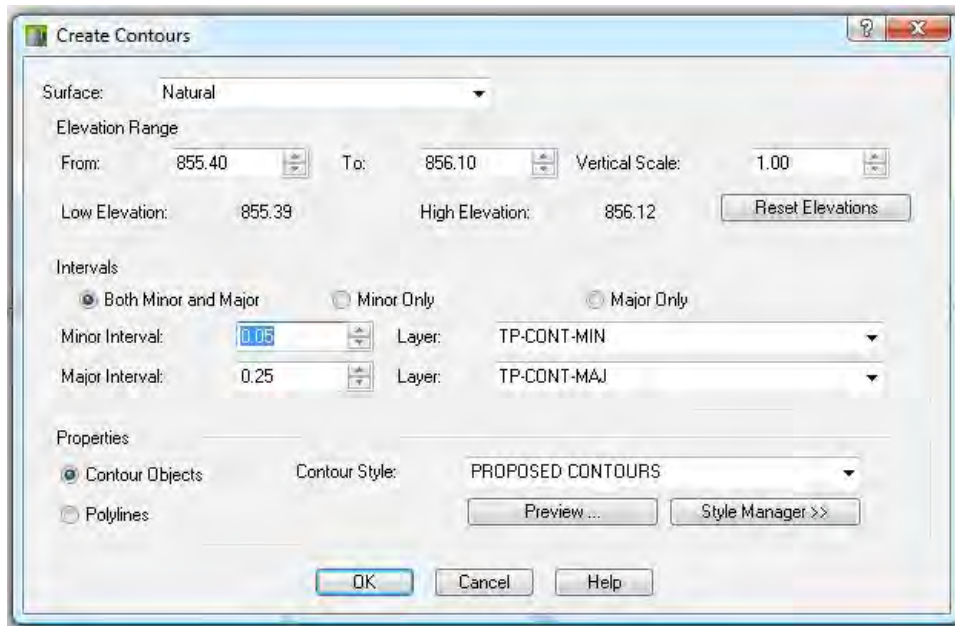 Create Contours
Surface: Natural
Elevation Range
From: 855.40 To: 856.10 Vertical Scale: 1.00
Low Elevation: 855.39 High Elevation: 856.12 Reset Elevations
Intervals
Both Minor and Major Minor Only Major Only
Minor Interval: 0.05 Layer: TP-CONT-MIN
Major Interval: 0.25 Layer: TP-CONT-MAJ
Properties
Contour Objects Contour Style: PROPOSED CONTOURS
Polylines Preview ... Style Manager >>
OK Cancel Help